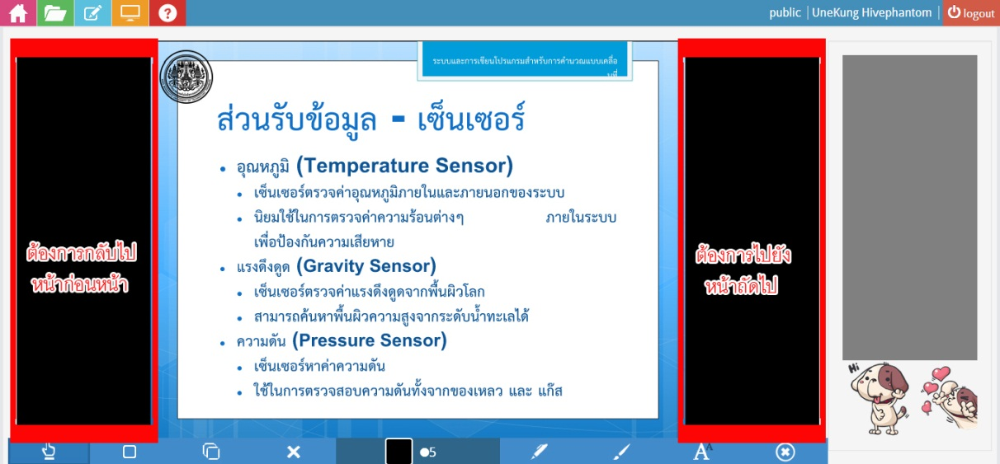 public | UneKung Hivephantom | logout
ระบบและการเขียนโปรแกรมสำหรับการคำนวณแบบเคลื่อ
นที่
ส่วนรับข้อมูล - เซ็นเซอร์
• อุณหภูมิ (Temperature Sensor)
• เซ็นเซอร์ตรวจค่าอุณหภูมิภายในและภายนอกของระบบ
• นิยมใช้ในการตรวจค่าความร้อนต่างๆ ภายในระบบ
เพื่อป้องกันความเสียหาย
• แรงดึงดูด (Gravity Sensor)
• เซ็นเซอร์ตรวจค่าแรงดึงดูดจากพื้นผิวโลก
• สามารถค้นหาพื้นผิวความสูงจากระดับน้ำทะเลได้
• ความดัน (Pressure Sensor)
• เซ็นเซอร์หาค่าความดัน
• ใช้ในการตรวจสอบความดันทั้งจากของเหลว และ แก๊ส
ต้องการกลับไป
หน้าก่อนหน้า
ต้องการไปยัง
หน้าถัดไป
Hi
5
AA